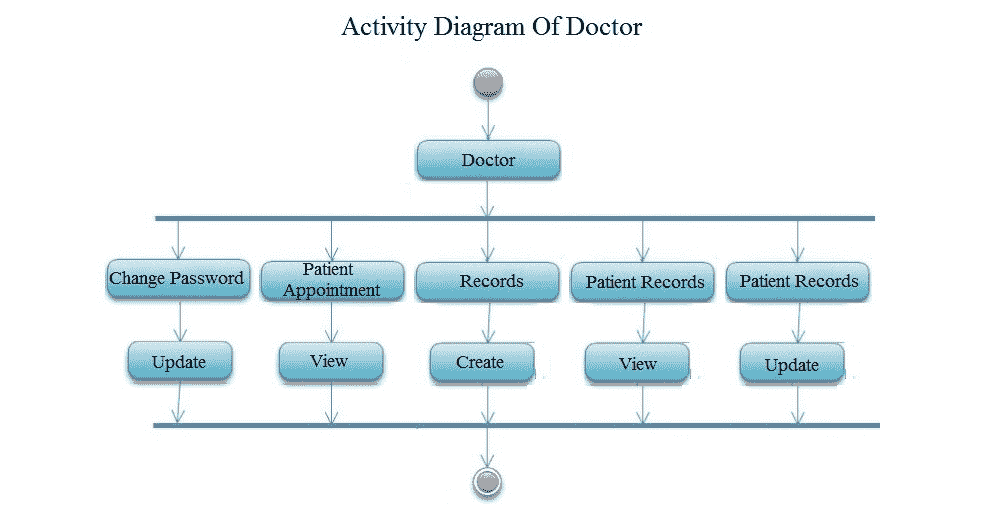 Activity Diagram Of Doctor
Doctor
Change Password
Patient
Appointment
Records
Patient Records
Patient Records
Update
View
Create
View
Update